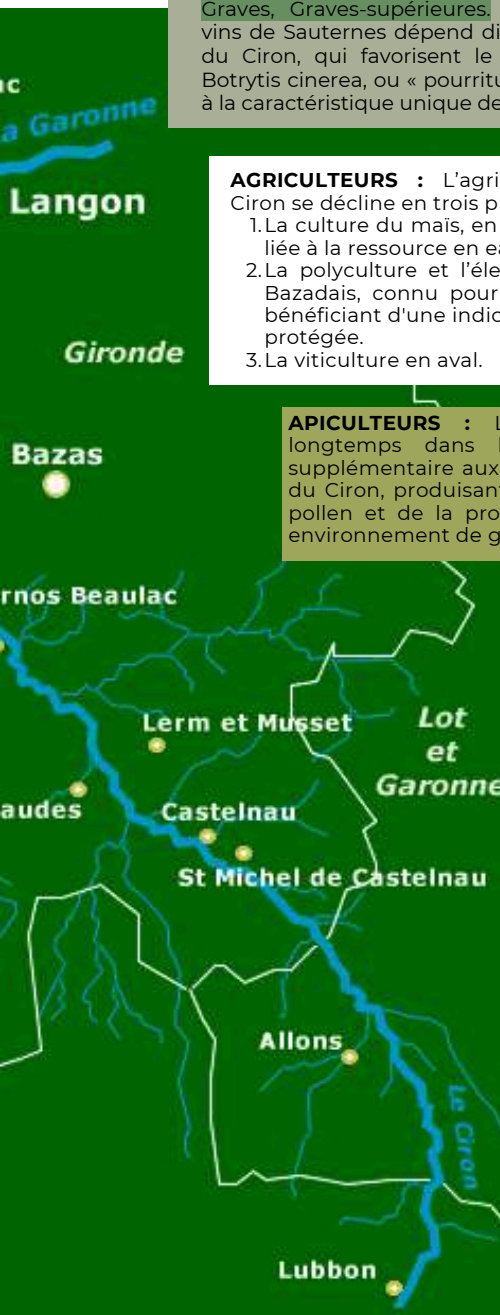 Graves, Graves-supérieures.
vins de Sauternes dépend di
du Ciron, qui favorisent le
Botrytis cinerea, ou « pourritu
à la caractéristique unique de
ac
a Garonne
Langon
AGRICULTEURS : L'agri
Ciron se décline en trois p
1. La culture du maïs, en
liée à la ressource en ea
2. La polyculture et l'éle
Bazadais, connu pour
bénéficiant d'une indic
protégée.
3. La viticulture en aval.
Gironde
APICULTEURS : L
longtemps dans l
supplémentaire aux
du Ciron, produisant
pollen et de la pro
environnement de g
Bazas
rnos Beaulac
Lerm et Musset
Lot
et
Garonne
audes
Castelnau
St Michel de Castelnau
Allons
Le Ciron
Lubbon